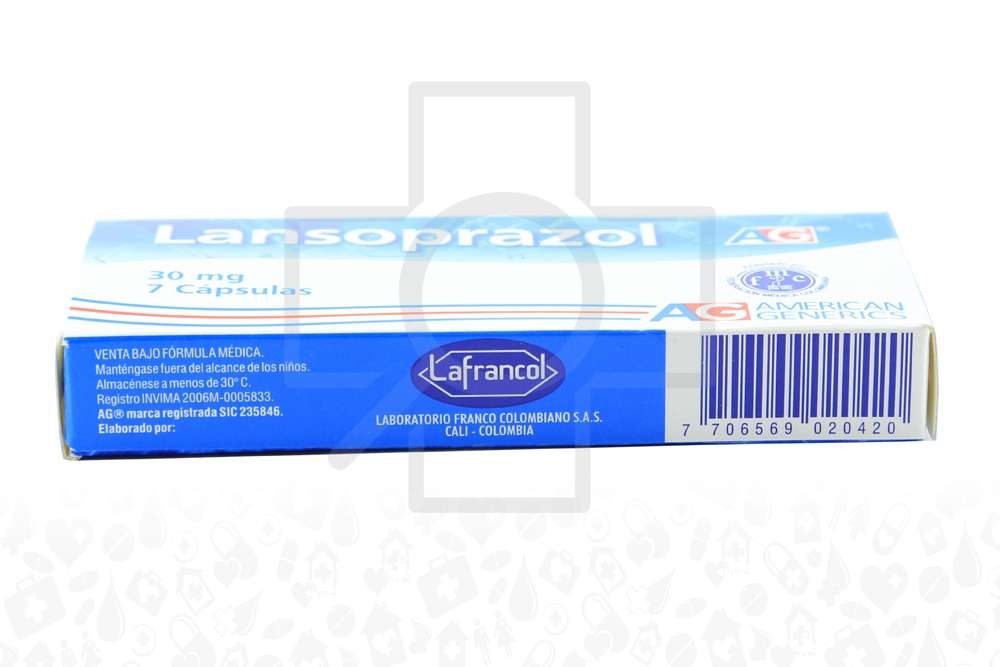 Lansoprazol
AG®
30 mg
7 Cápsulas
f m c
AG AMERICAN
GENERICS
VENTA BAJO FÓRMULA MÉDICA.
Manténgase fuera del alcance de los niños.
Almacénese a menos de 30° C.
Registro INVIMA 2006M-0005833.
AG® marca registrada SIC 235846.
Elaborado por:
Lafrancol
LABORATORIO FRANCO COLOMBIANO S.A.S.
CALI - COLOMBIA
7 706569 020420